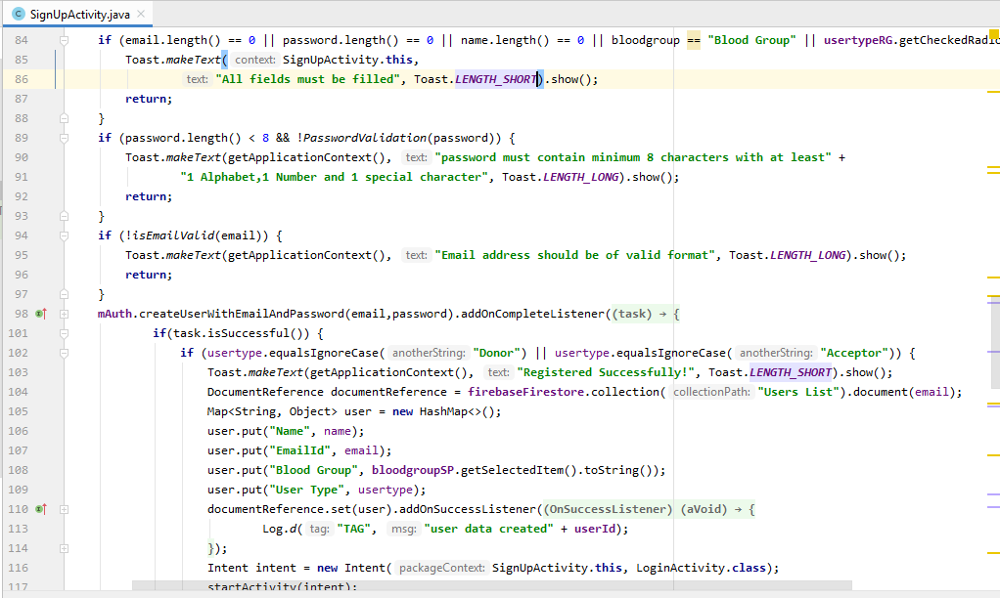 SignUpActivity.java
84 if (email.length() == 0 || password.length() == 0 || name.length() == 0 || bloodgroup == "Blood Group" || usertypeRG.getCheckedRadio
85 Toast.makeText( context: SignUpActivity.this,
86 text: "All fields must be filled", Toast.LENGTH_SHORT).show();
87 return;
88 }
89 if (password.length() < 8 && !PasswordValidation(password)) {
90 Toast.makeText(getApplicationContext(), text: "password must contain minimum 8 characters with at least" +
91 "1 Alphabet,1 Number and 1 special character", Toast.LENGTH_LONG).show();
92 return;
93 }
94 if (!isEmailValid(email)) {
95 Toast.makeText(getApplicationContext(), text: "Email address should be of valid format", Toast.LENGTH_LONG).show();
96 return;
97 }
98 mAuth.createUserWithEmailAndPassword(email,password).addOnCompleteListener((task) → {
101 if(task.isSuccessful()) {
102 if (usertype.equalsIgnoreCase( anotherString: "Donor") || usertype.equalsIgnoreCase( anotherString: "Acceptor")) {
103 Toast.makeText(getApplicationContext(), text: "Registered Successfully!", Toast.LENGTH_SHORT).show();
104 DocumentReference documentReference = firebaseFirestore.collection( collectionPath: "Users List").document(email);
105 Map<String, Object> user = new HashMap<>();
106 user.put("Name", name);
107 user.put("EmailId", email);
108 user.put("Blood Group", bloodgroupSP.getSelectedItem().toString());
109 user.put("User Type", usertype);
110 documentReference.set(user).addOnSuccessListener((OnSuccessListener) (aVoid) → {
113 Log.d( tag: "TAG", msg: "user data created" + userId);
114 });
116 Intent intent = new Intent( packageContext: SignUpActivity.this, LoginActivity.class);
117 startActivity(intent);